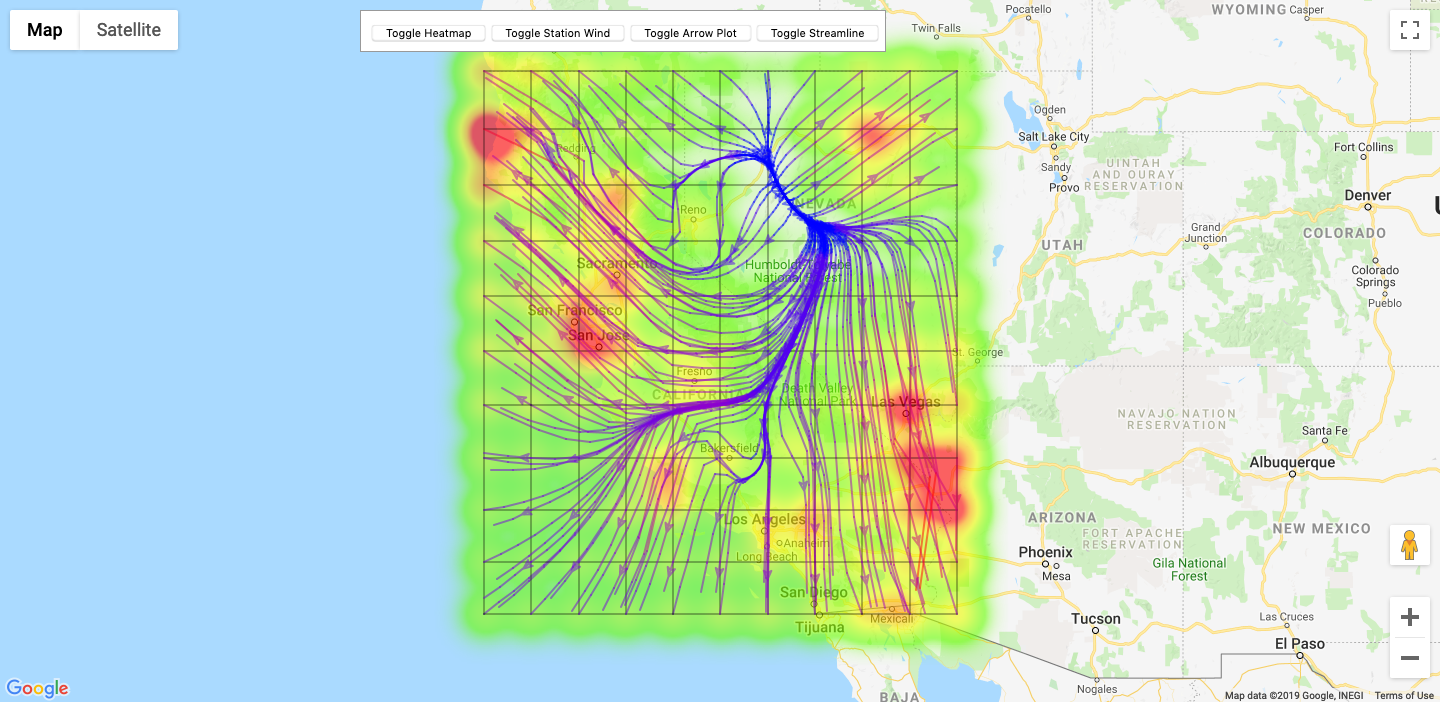 Map Satellite
Toggle Heatmap Toggle Station Wind Toggle Arrow Plot Toggle Streamline
Pocatello
WYOMING Casper
Twin Falls
Ogden
Salt Lake City
Fort Collins
Redding
Sandy
Provo
UINTAH
AND OURAY
RESERVATION
Denver
NEVADA
Reno
COLORADO
Grand
Junction
UTAH
Sacramento
Humboldt-Toiyabe
National Forest
Colorado
Springs
Pueblo
San Francisco
San Jose
St. George
Fresno
CALIFORNIA
Death Valley
National Park
Las Vegas
NAVAJO NATION
RESERVATION
Santa Fe
Bakersfield
Albuquerque
Los Angeles
ARIZONA
NEW MEXICO
Anaheim
Long Beach
FORT APACHE
RESERVATION
Phoenix
Mesa
Gila National
Forest
San Diego
Mexicali
Tijuana
Tucson
Las Cruces
El Paso
Nogales
BAJA
Google
Map data ©2019 Google, INEGI Terms of Use